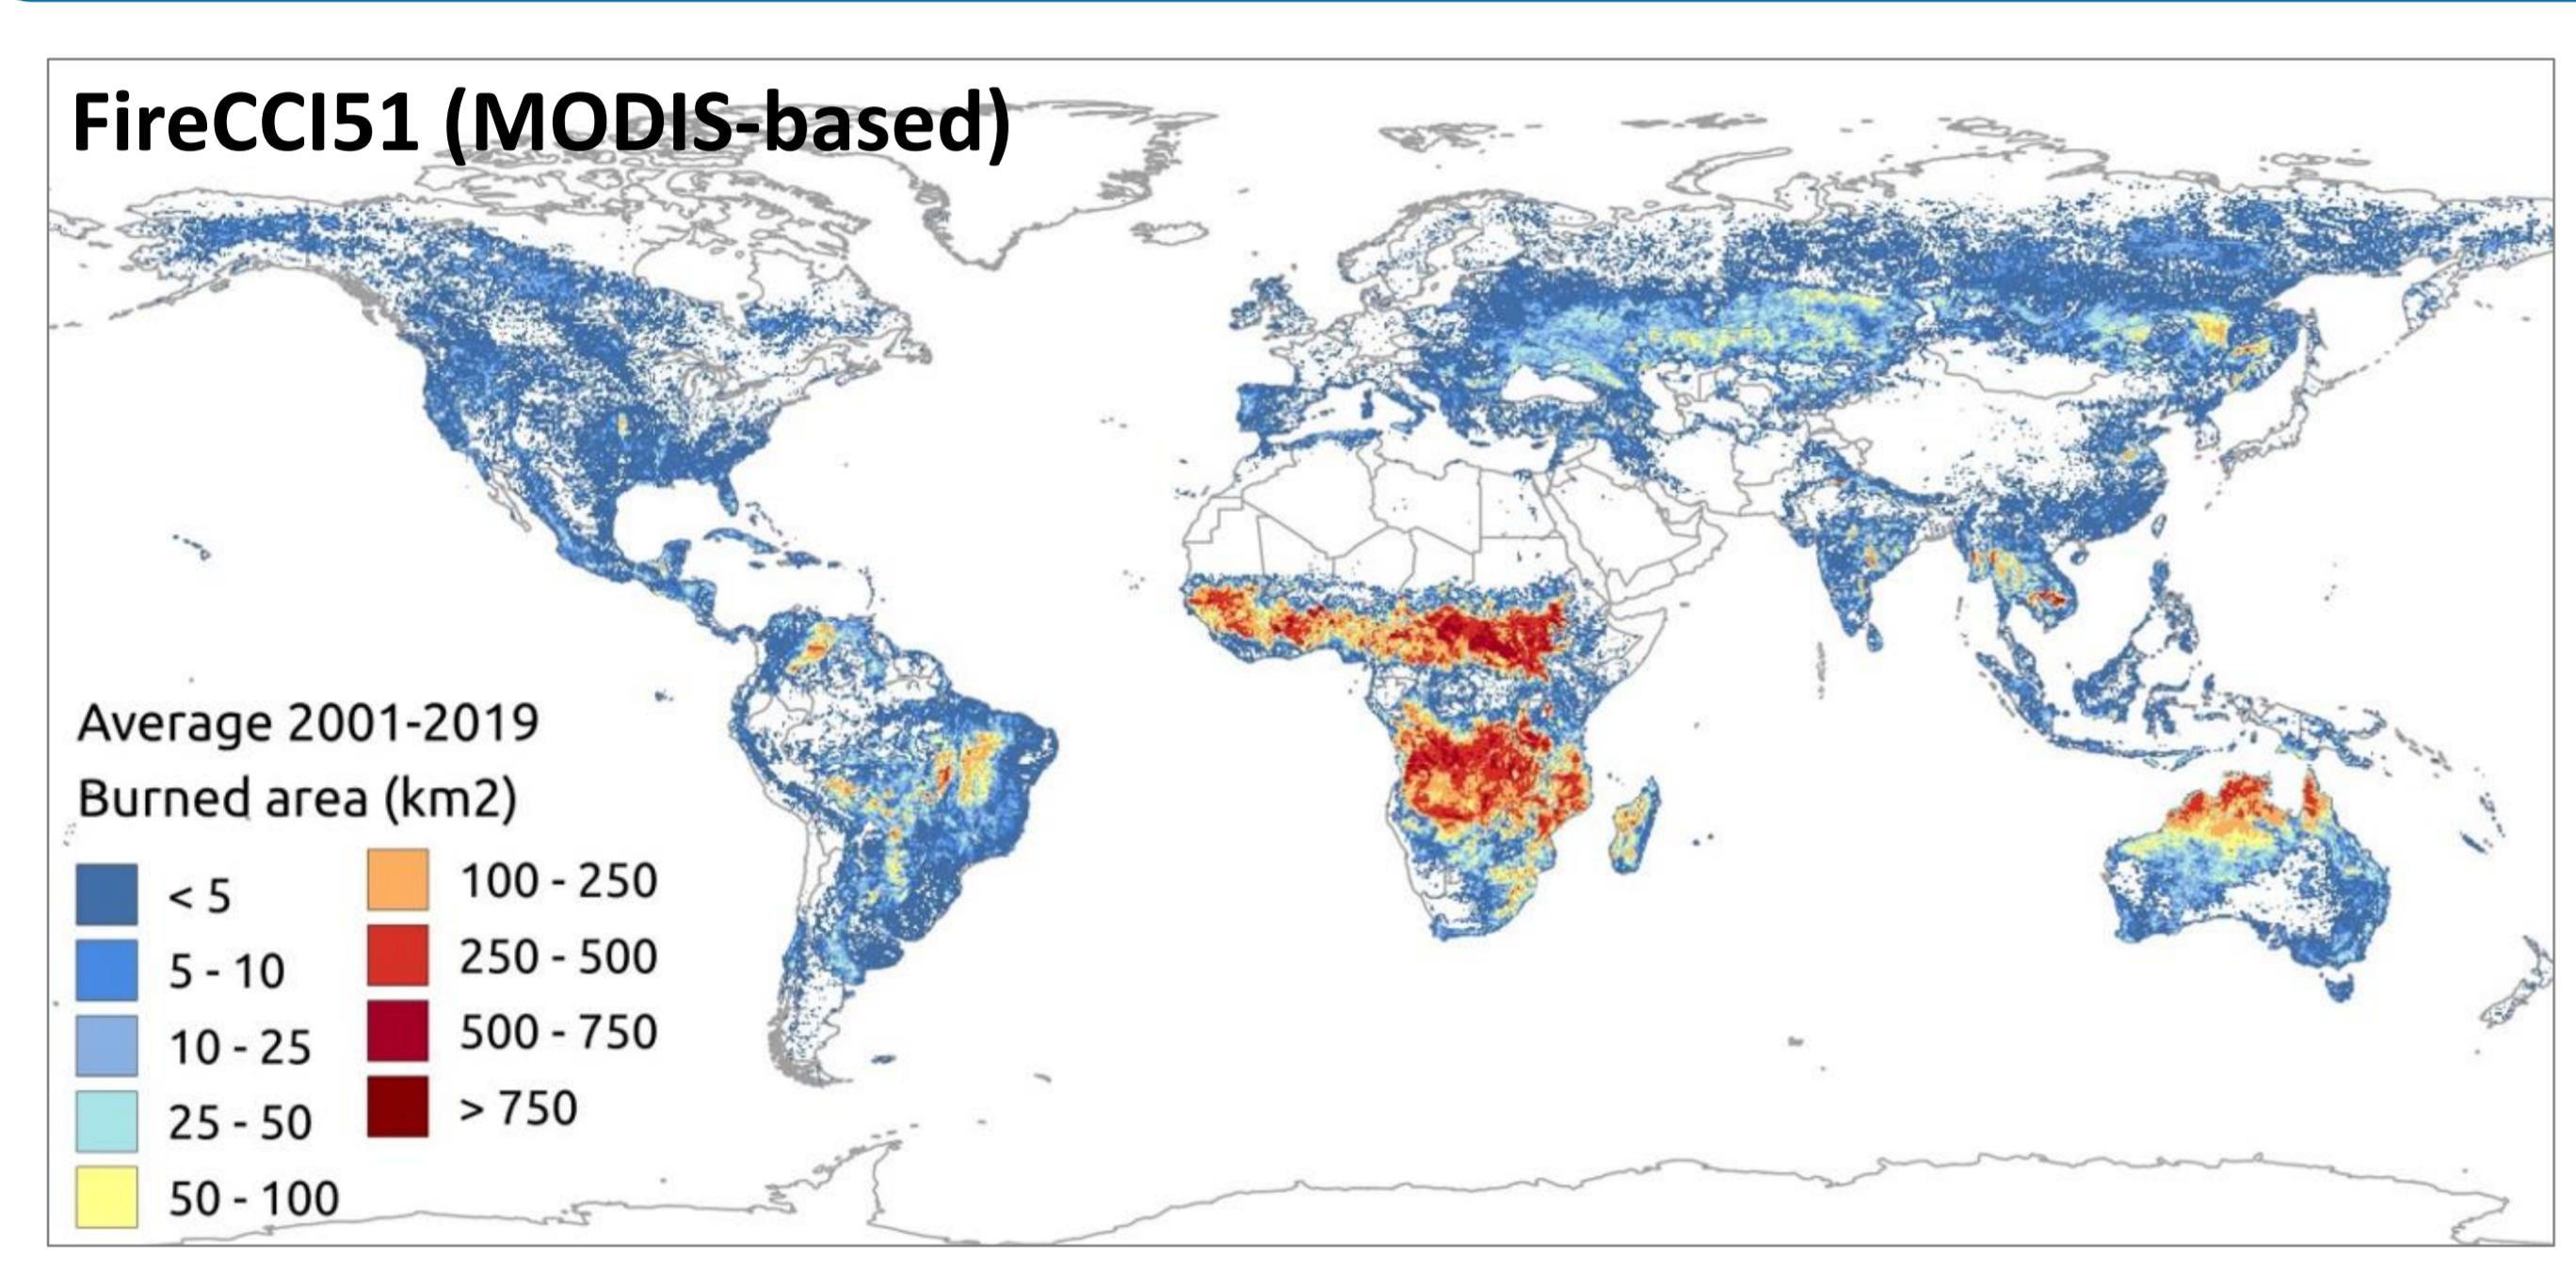 FireCCI51 (MODIS-based)
Average 2001-2019
Burned area (km2)
< 5
5 - 10
10 - 25
25 - 50
50 - 100
100 - 250
250 - 500
500 - 750
> 750